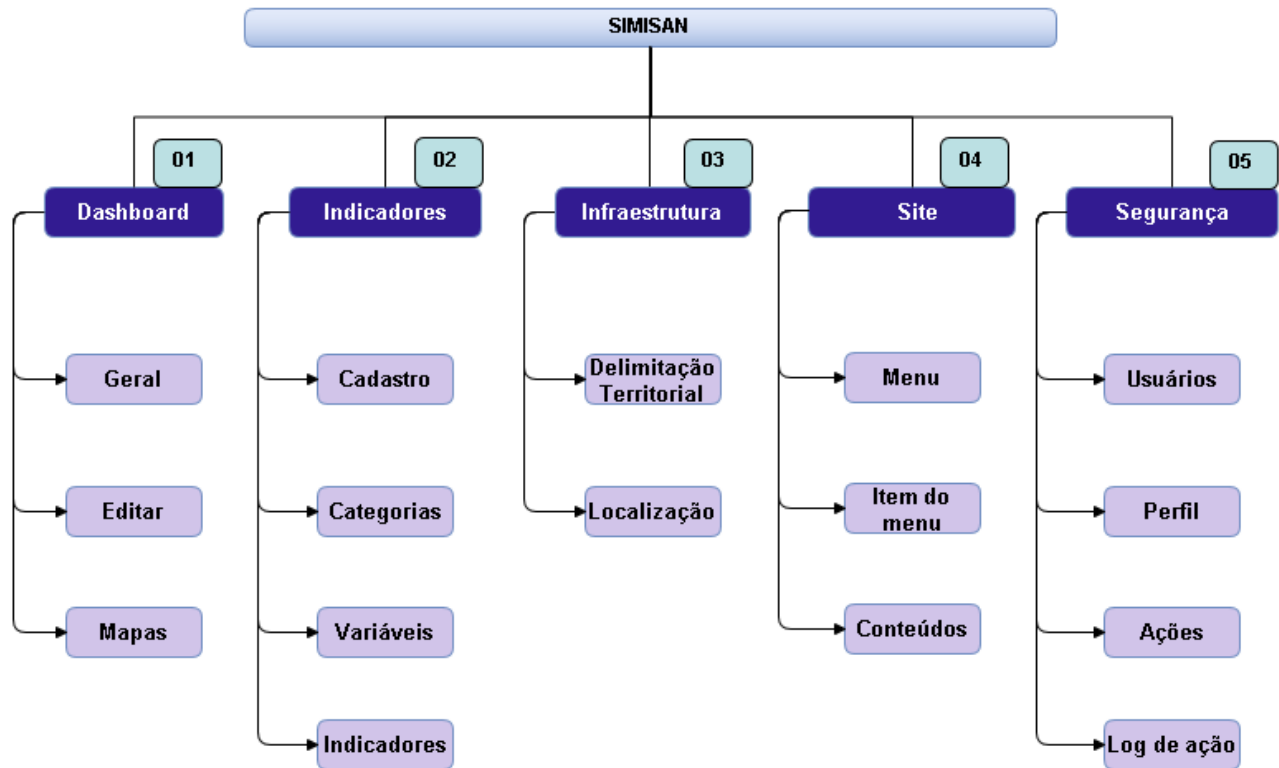 SIMISAN
01
Dashboard
Geral
Editar
Mapas
02
Indicadores
Cadastro
Categorias
Variáveis
Indicadores
03
Infraestrutura
Delimitação
Territorial
Localização
04
Site
Menu
Item do
menu
Conteúdos
05
Segurança
Usuários
Perfil
Ações
Log de ação